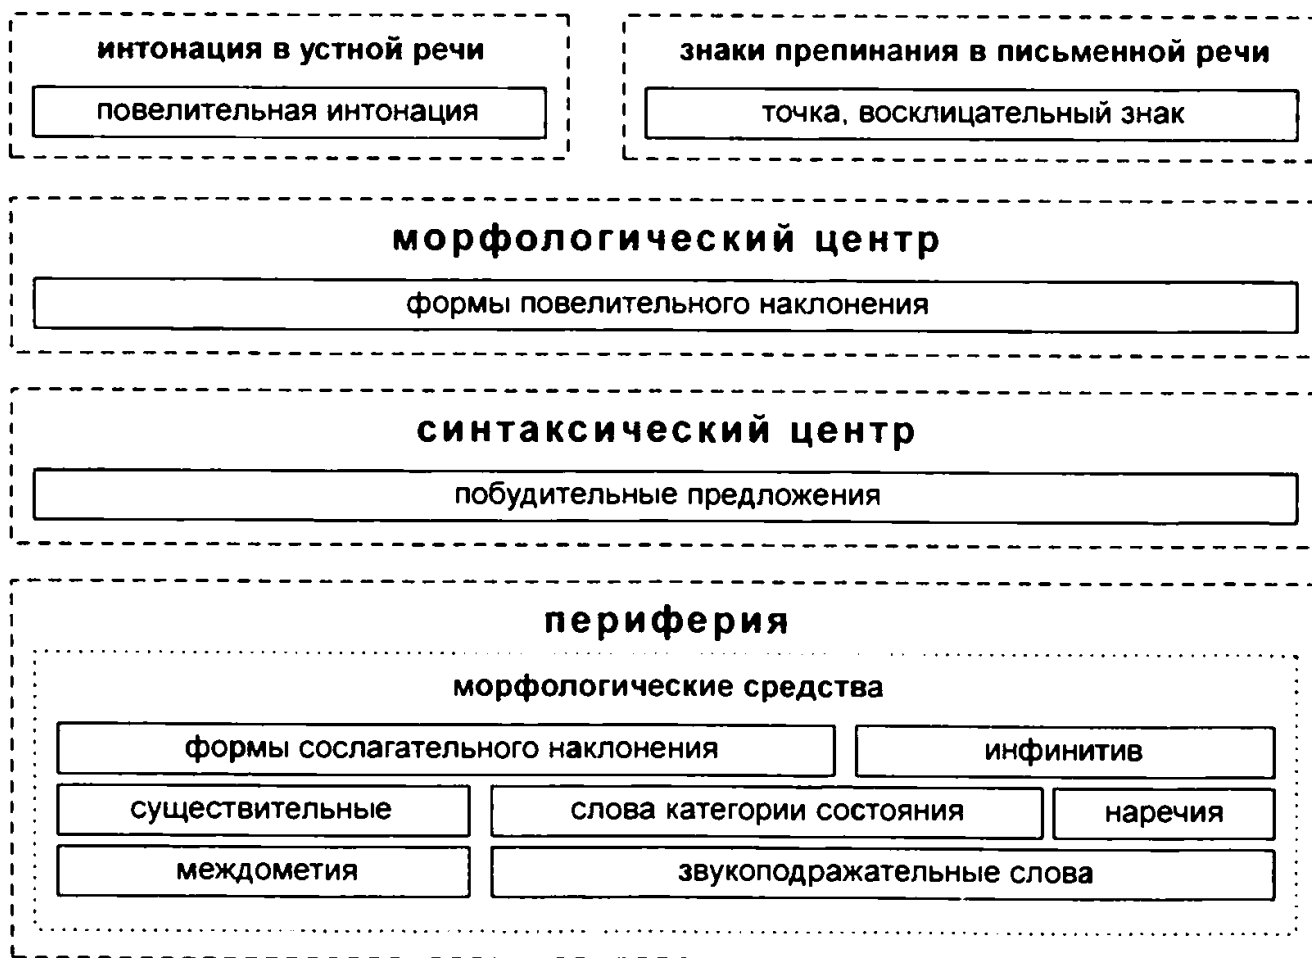 интонация в устной речи
повелительная интонация
знаки препинания в письменной речи
точка, восклицательный знак
морфологический центр
формы повелительного наклонения
синтаксический центр
побудительные предложения
периферия
морфологические средства
формы сослагательного наклонения
инфинитив
существительные
слова категории состояния
наречия
междометия
звукоподражательные слова